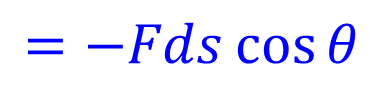 = −Fds cos θ